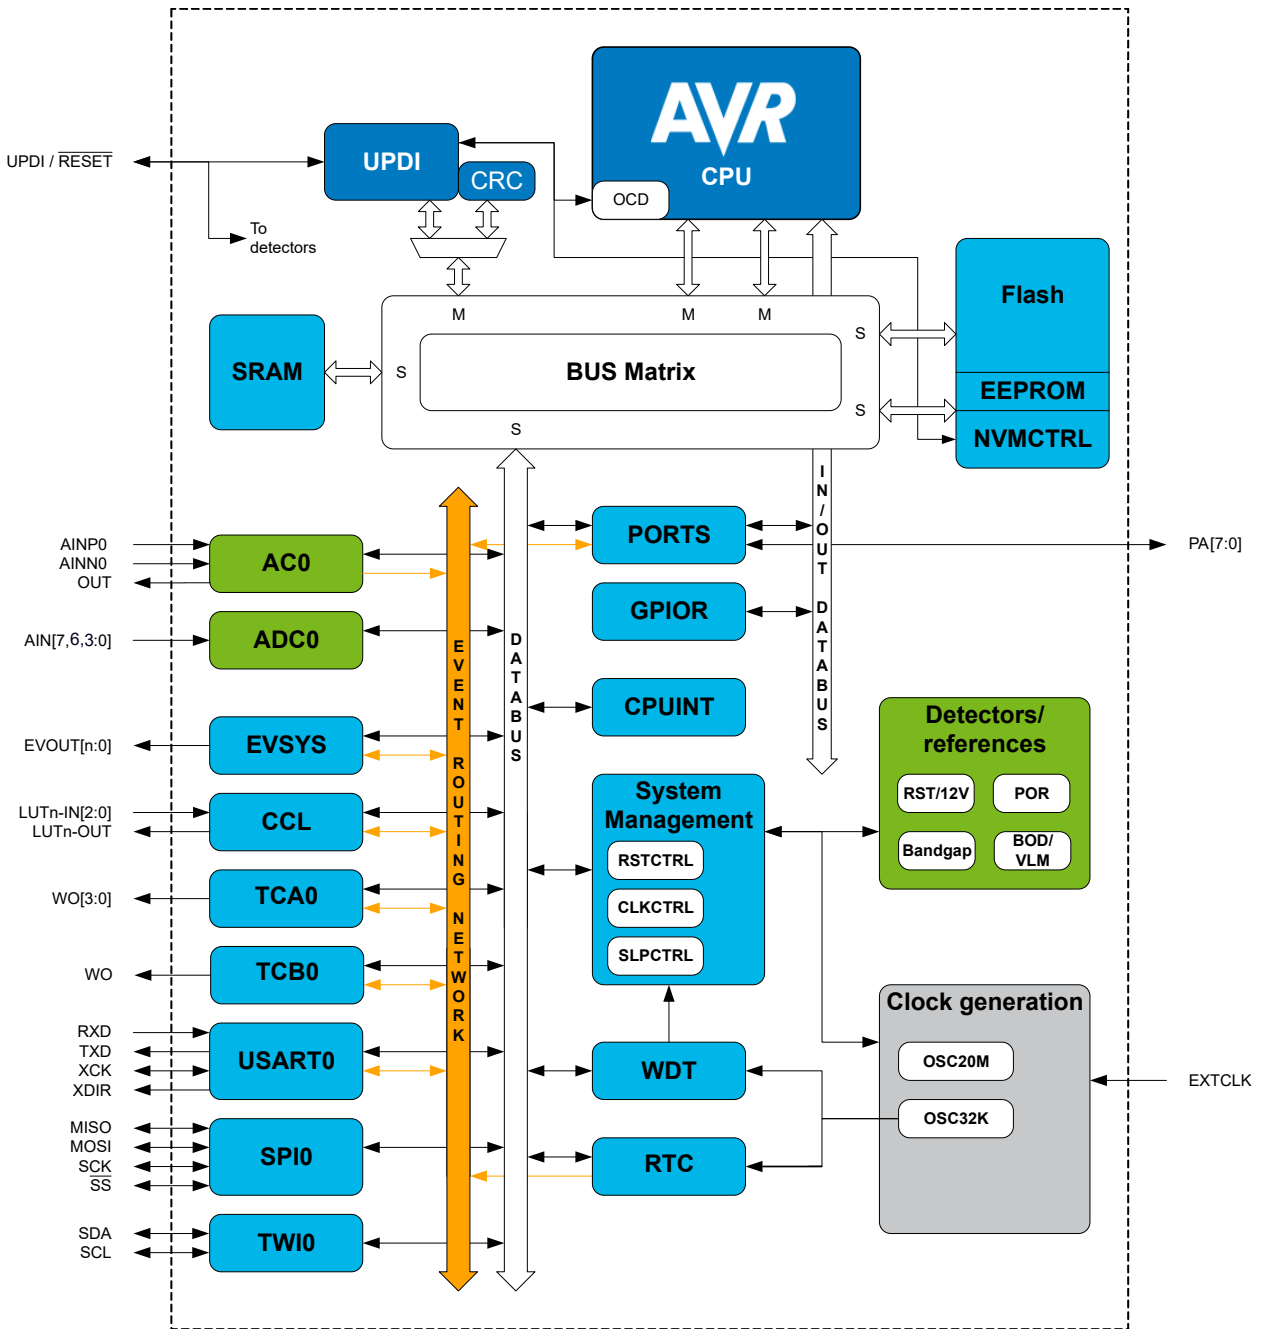 AVR
CPU
OCD
UPDI / RESET
UPDI
CRC
To
detectors
M
M
M
S
S
S
S
BUS Matrix
SRAM
Flash
EEPROM
NVMCTRL
AINP0
AINN0
OUT
AC0
AIN[7,6,3:0]
ADC0
EVOUT[n:0]
EVSYS
LUTn-IN[2:0]
LUTn-OUT
CCL
WO[3:0]
TCA0
WO
TCB0
RXD
TXD
XCK
XDIR
USART0
MISO
MOSI
SCK
SS
SPI0
SDA
SCL
TWI0
EVENT ROUTING NETWORK
DATABUS
IN/OUT DATABUS
PORTS
PA[7:0]
GPIOR
CPUINT
System
Management
RSTCTRL
CLKCTRL
SLPCTRL
WDT
RTC
Detectors/
references
RST/12V
POR
Bandgap
BOD/
VLM
Clock generation
OSC20M
OSC32K
EXTCLK